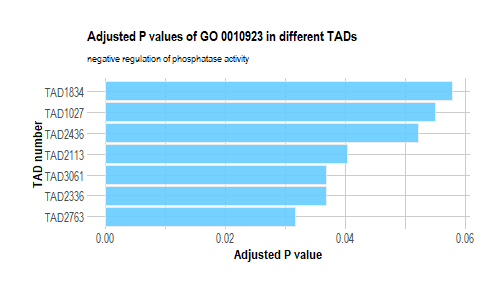 Adjusted P values of GO 0010923 in different TADs
negative regulation of phosphatase activity
TAD number
TAD1834
TAD1027
TAD2436
TAD2113
TAD3061
TAD2336
TAD2763
0.00 0.02 0.04 0.06
Adjusted P value